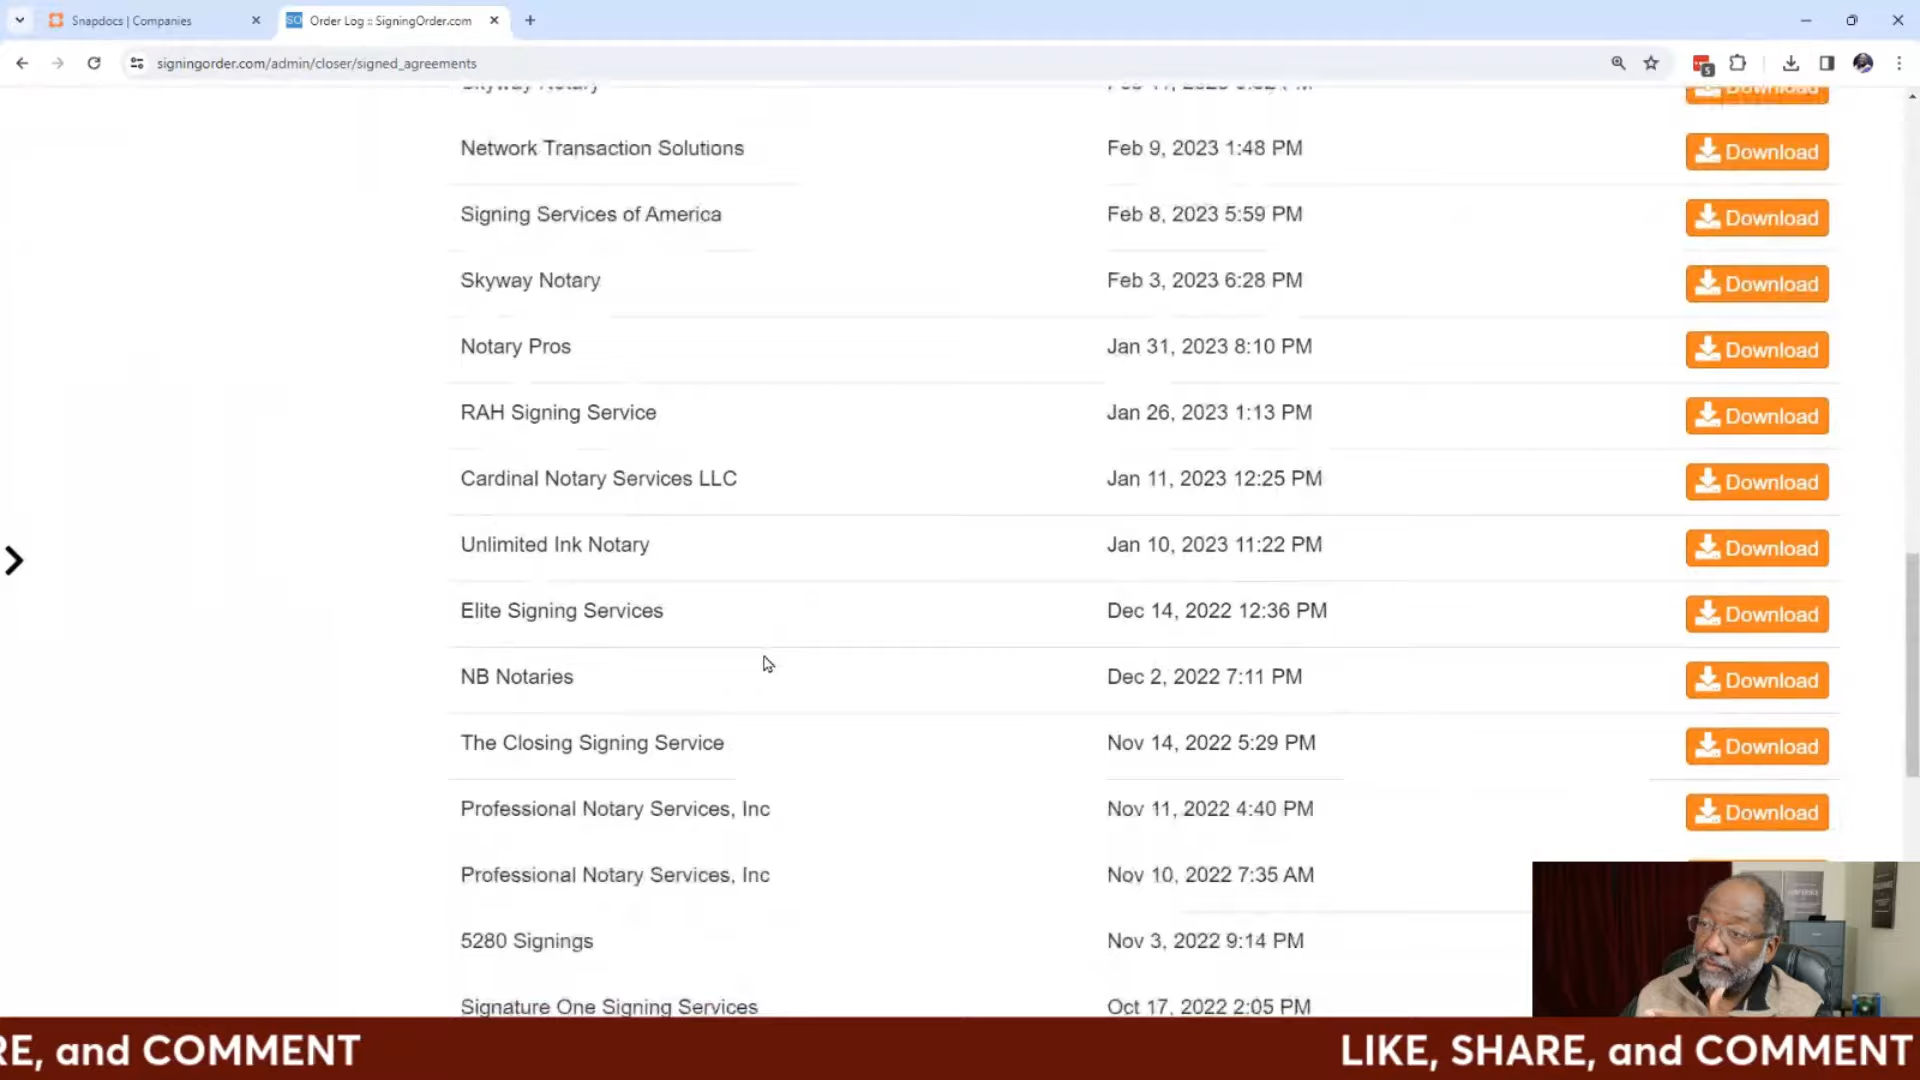 Snapdocs | Companies
SO Order Log :: SigningOrder.com
signingorder.com/admin/closer/signed_agreements
5
Skyway Notary Download
Network Transaction Solutions Feb 9, 2023 1:48 PM Download
Signing Services of America Feb 8, 2023 5:59 PM Download
Skyway Notary Feb 3, 2023 6:28 PM Download
Notary Pros Jan 31, 2023 8:10 PM Download
RAH Signing Service Jan 26, 2023 1:13 PM Download
Cardinal Notary Services LLC Jan 11, 2023 12:25 PM Download
Unlimited Ink Notary Jan 10, 2023 11:22 PM Download
Elite Signing Services Dec 14, 2022 12:36 PM Download
NB Notaries Dec 2, 2022 7:11 PM Download
The Closing Signing Service Nov 14, 2022 5:29 PM Download
Professional Notary Services, Inc Nov 11, 2022 4:40 PM Download
Professional Notary Services, Inc Nov 10, 2022 7:35 AM
5280 Signings Nov 3, 2022 9:14 PM
Signature One Signing Services Oct 17, 2022 2:05 PM
RE, and COMMENT LIKE, SHARE, and COMMENT